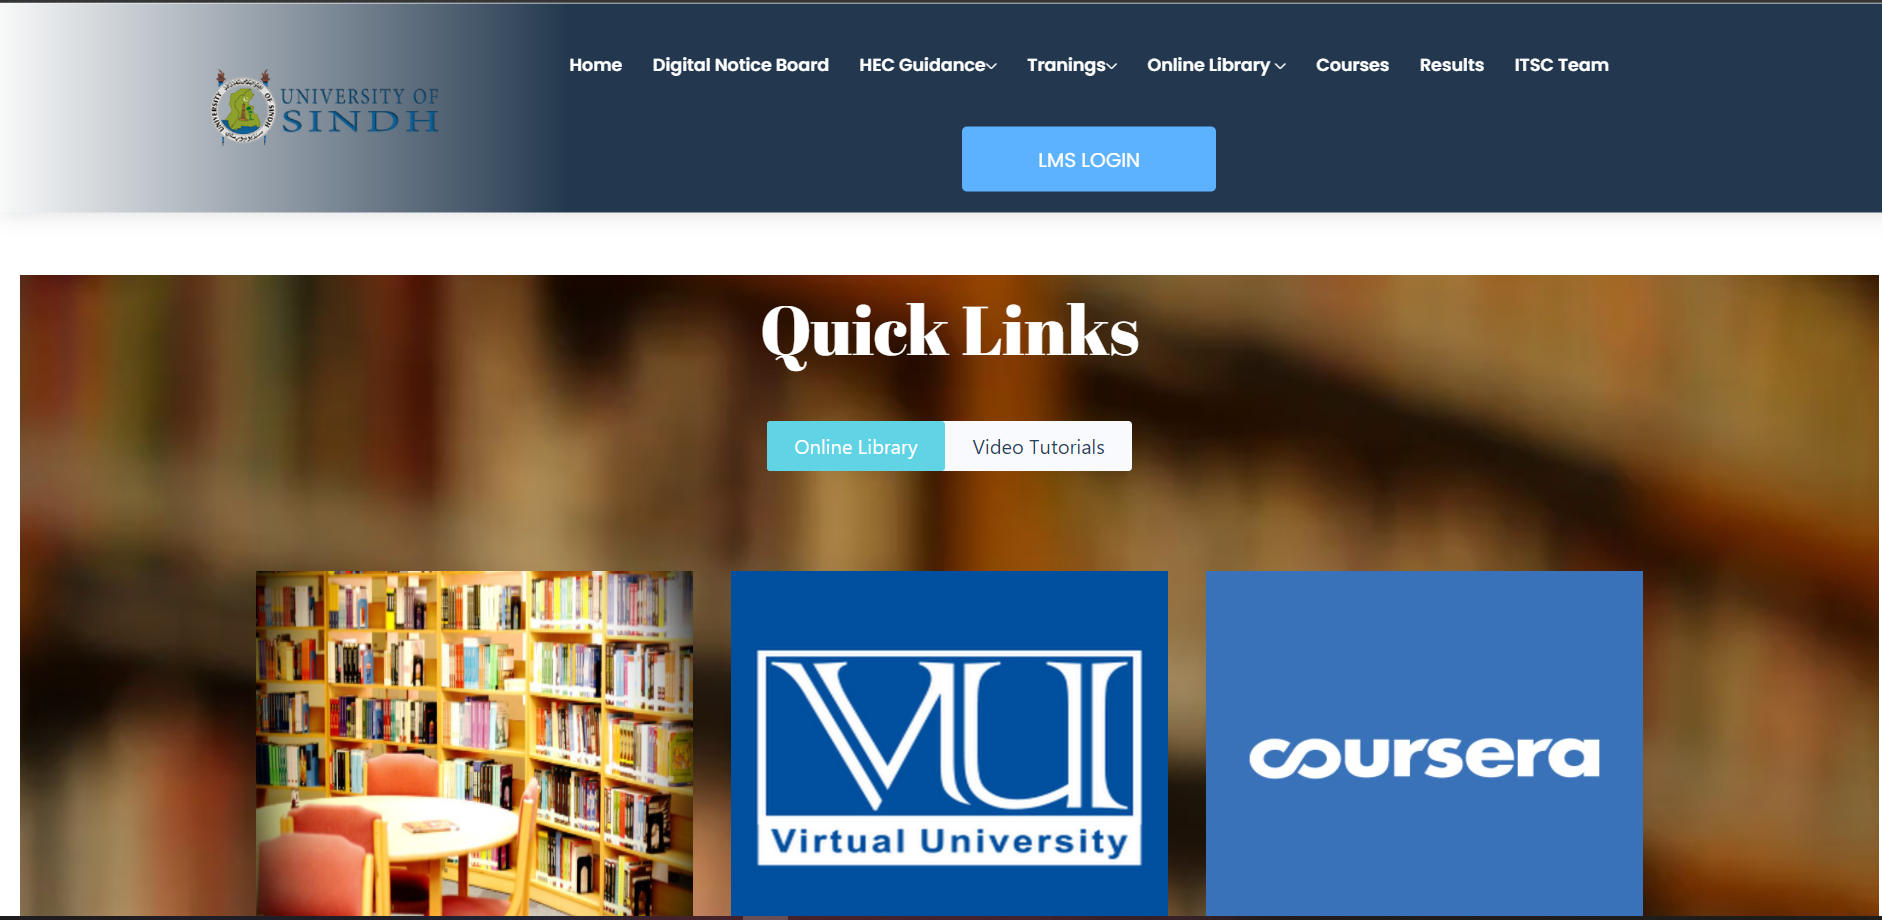 Home Digital Notice Board HEC Guidance Tranings Online Library Courses Results ITSC Team
UNIVERSITY OF
SINDH
LMS LOGIN
Quick Links
Online Library Video Tutorials
VU
Virtual University
coursera